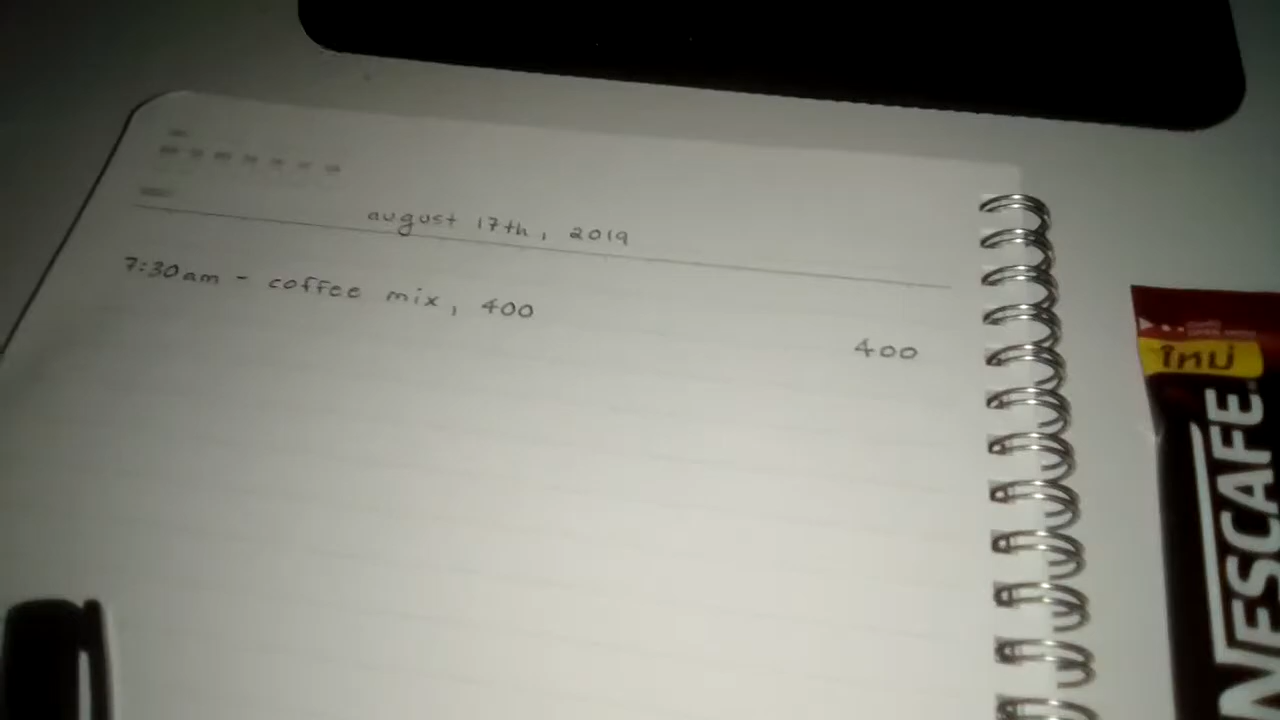 august 17th, 2019
7:30am - coffee mix, 400
400
ใหม่
NESCAFE